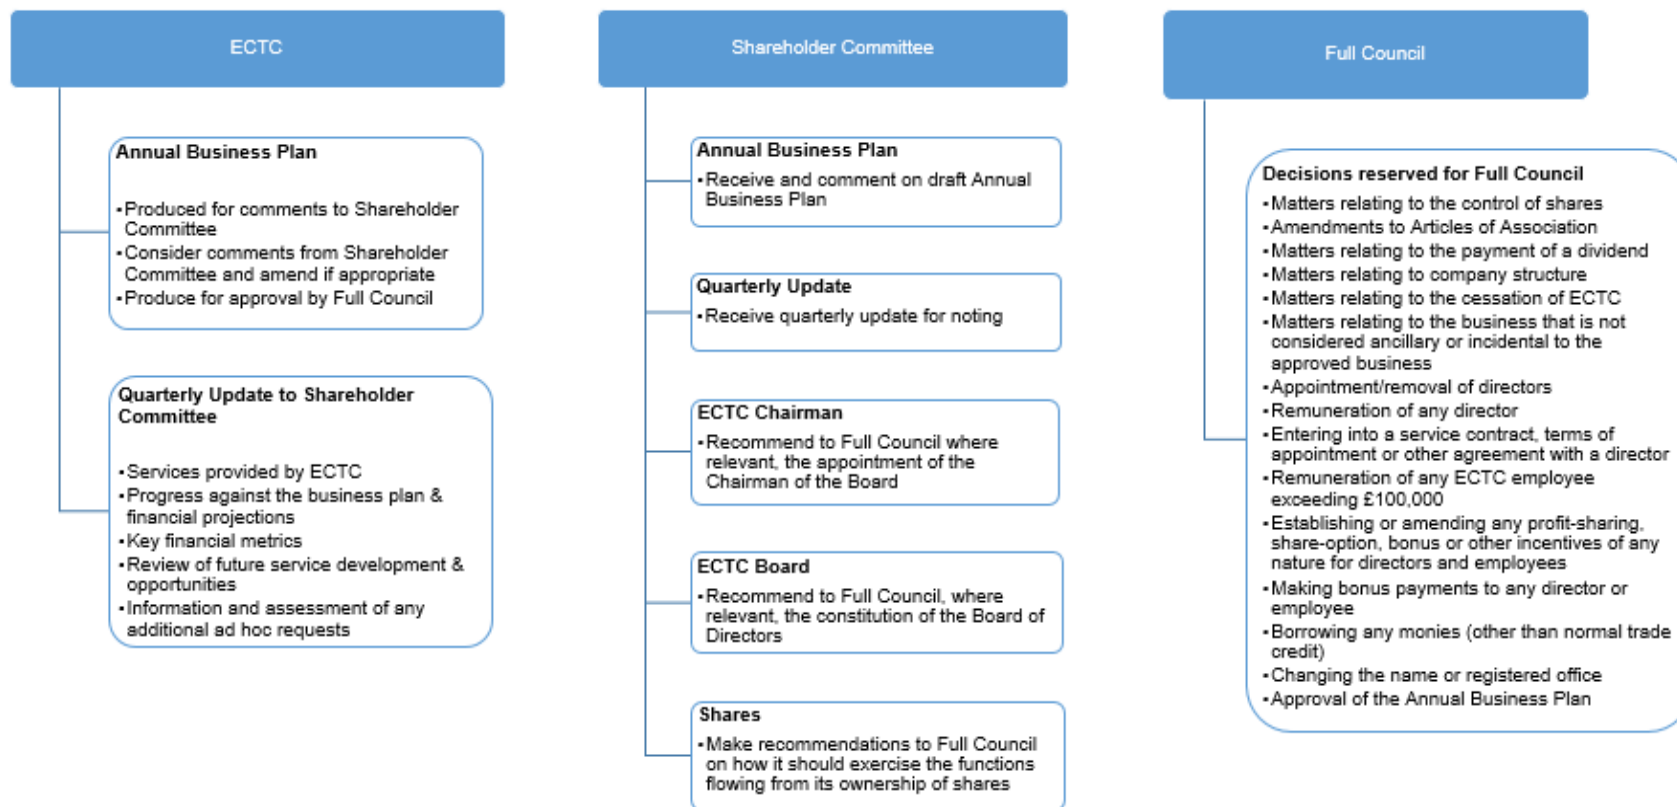 ECTC
Annual Business Plan
▪Produced for comments to Shareholder
Committee
▪Consider comments from Shareholder
Committee and amend if appropriate
▪Produce for approval by Full Council
Quarterly Update to Shareholder
Committee
▪Services provided by ECTC
▪Progress against the business plan &
financial projections
▪Key financial metrics
▪Review of future service development &
opportunities
▪Information and assessment of any
additional ad hoc requests
Shareholder Committee
Annual Business Plan
▪Receive and comment on draft Annual
Business Plan
Quarterly Update
▪Receive quarterly update for noting
ECTC Chairman
▪Recommend to Full Council where
relevant, the appointment of the
Chairman of the Board
ECTC Board
▪Recommend to Full Council, where
relevant, the constitution of the Board of
Directors
Shares
▪Make recommendations to Full Council
on how it should exercise the functions
flowing from its ownership of shares
Full Council
Decisions reserved for Full Council
▪Matters relating to the control of shares
▪Amendments to Articles of Association
▪Matters relating to the payment of a dividend
▪Matters relating to company structure
▪Matters relating to the cessation of ECTC
▪Matters relating to the business that is not
considered ancillary or incidental to the
approved business
▪Appointment/removal of directors
▪Remuneration of any director
▪Entering into a service contract, terms of
appointment or other agreement with a director
▪Remuneration of any ECTC employee
exceeding £100,000
▪Establishing or amending any profit-sharing,
share-option, bonus or other incentives of any
nature for directors and employees
▪Making bonus payments to any director or
employee
▪Borrowing any monies (other than normal trade
credit)
▪Changing the name or registered office
▪Approval of the Annual Business Plan